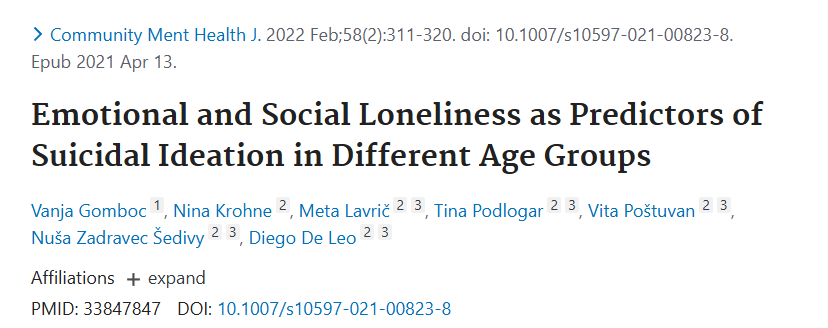 Community Ment Health J. 2022 Feb;58(2):311-320. doi: 10.1007/s10597-021-00823-8.
Epub 2021 Apr 13.
Emotional and Social Loneliness as Predictors of
Suicidal Ideation in Different Age Groups
Vanja Gomboc 1, Nina Krohne 2, Meta Lavrič 2 3, Tina Podlogar 2 3, Vita Poštuvan 2 3,
Nuša Zadravec Šedivy 2 3, Diego De Leo 2 3
Affiliations + expand
PMID: 33847847 DOI: 10.1007/s10597-021-00823-8